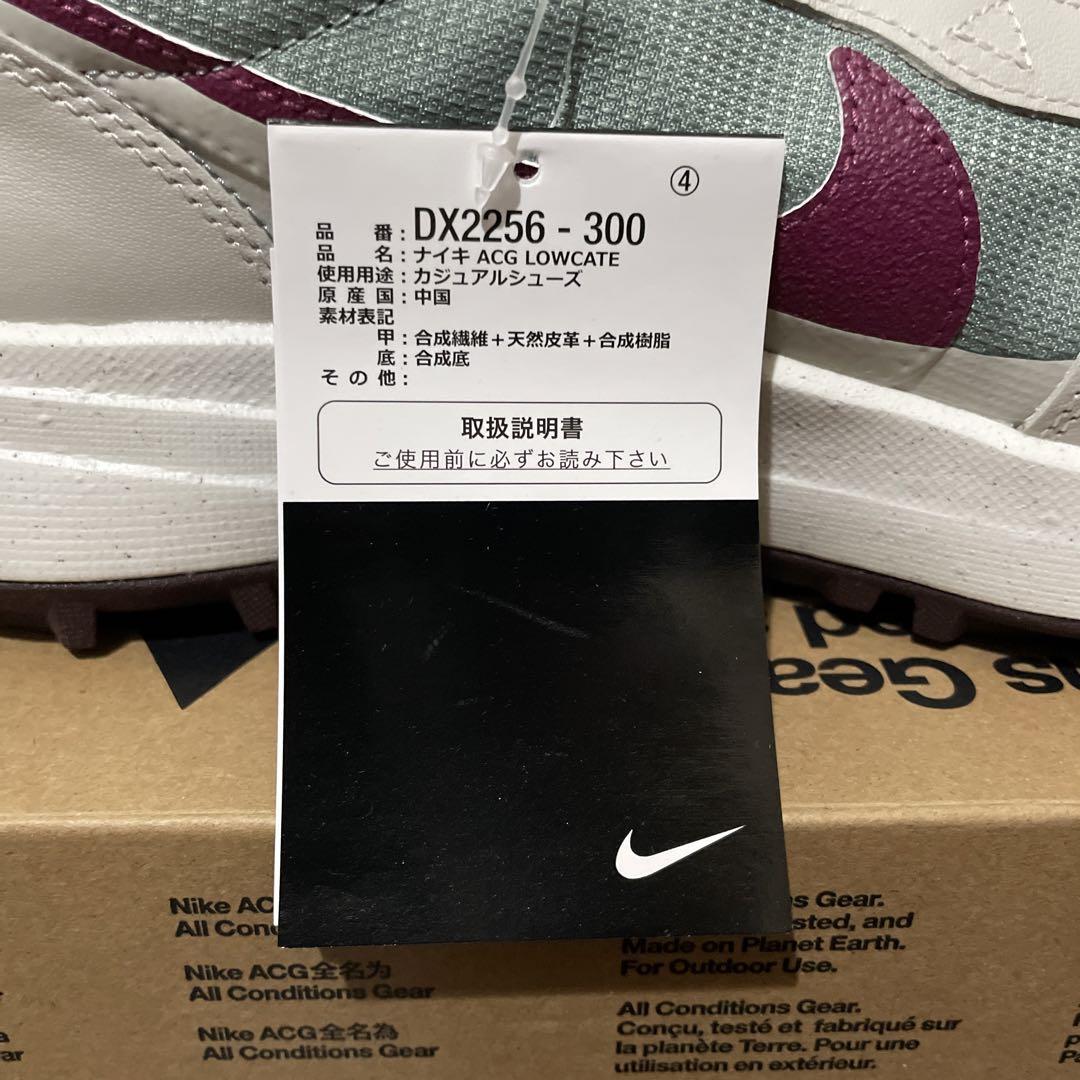 ④
品番：DX2256 - 300
品名：ナイキ ACG LOWCATE
使用用途：カジュアルシューズ
原産国：中国
素材表記
甲：合成繊維＋天然皮革＋合成樹脂
底：合成底
その他：
取扱説明書
ご使用前に必ずお読み下さい
Gea
Nike AC
All Con
Nike ACG全名为
All Conditions Gear
Nike ACG全名為
All Conditions Gear
s Gear.
sted, and
Made on Planet Earth.
For Outdoor Use.
All Conditions Gear.
Conçu, testé et fabriqué sur
la planète Terre. Pour une
utilisation en extérieur.